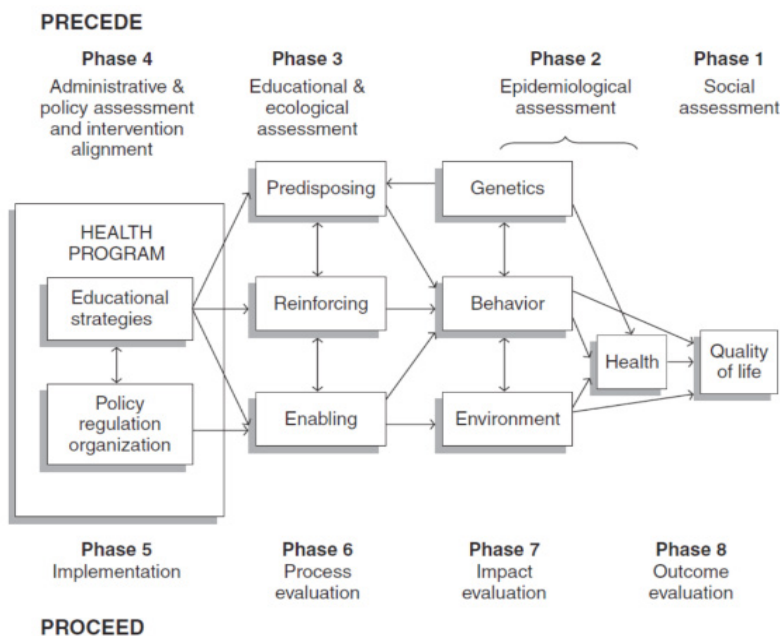 PRECEDE
Phase 4
Administrative &
policy assessment
and intervention
alignment
Phase 3
Educational &
ecological
assessment
Phase 2
Epidemiological
assessment
Phase 1
Social
assessment
HEALTH
PROGRAM
Educational
strategies
Policy
regulation
organization
Predisposing
Reinforcing
Enabling
Genetics
Behavior
Environment
Health
Quality
of life
Phase 5
Implementation
Phase 6
Process
evaluation
Phase 7
Impact
evaluation
Phase 8
Outcome
evaluation
PROCEED